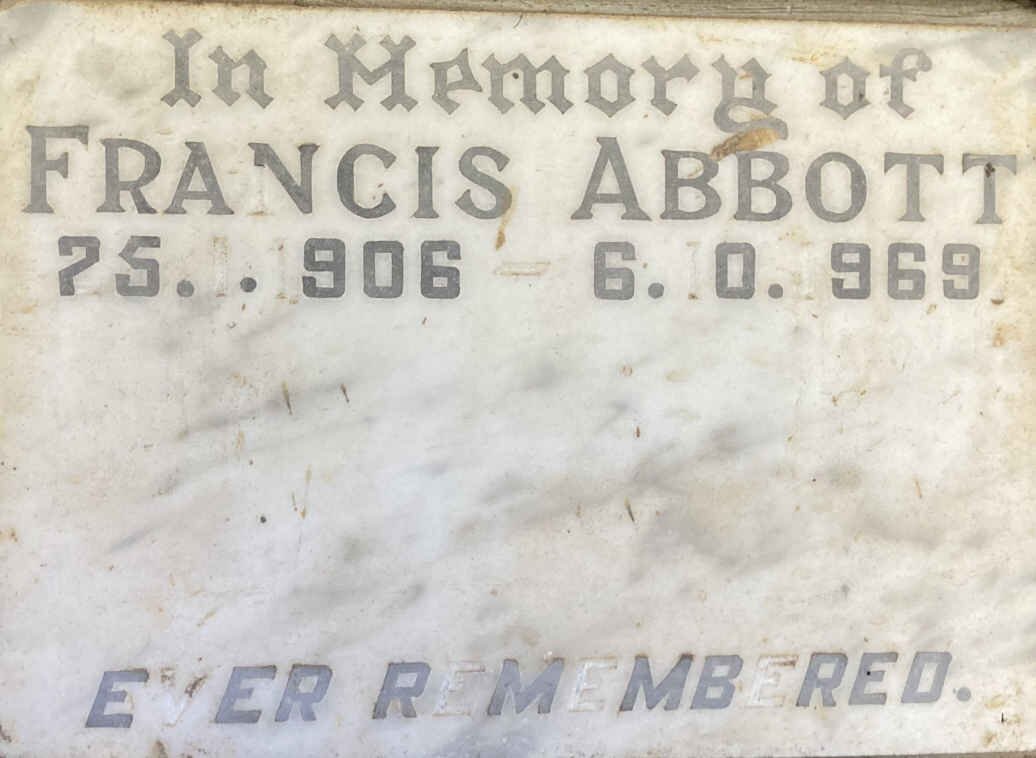 In Memory of
FRANCIS ABBOTT
25.1.1906 - 6.10.1969
EVER REMEMBERED.